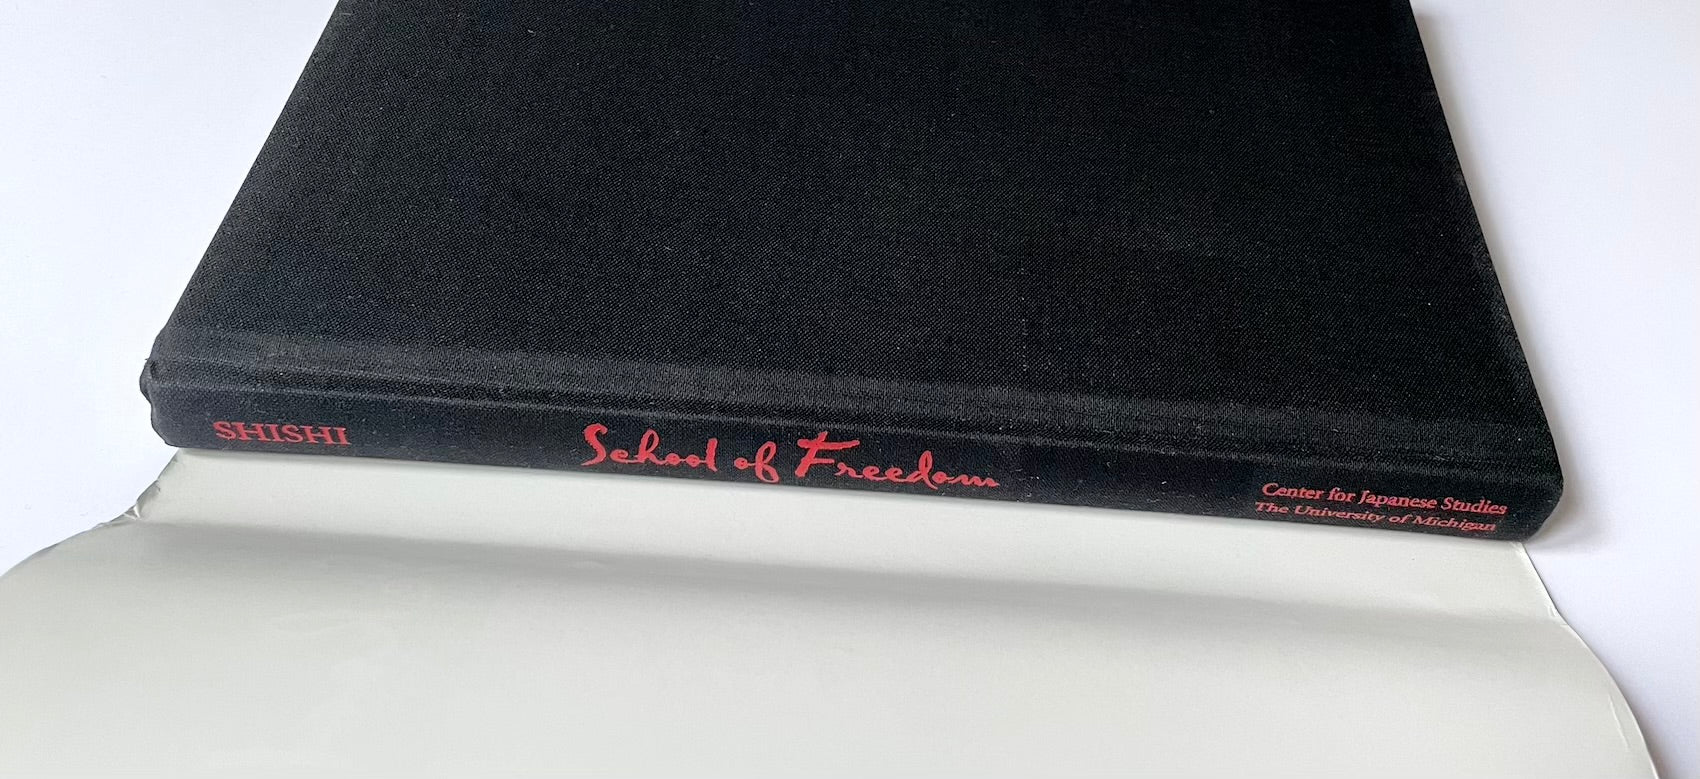 SHISHI
School of Freedom
Center for Japanese Studies
The University of Michigan